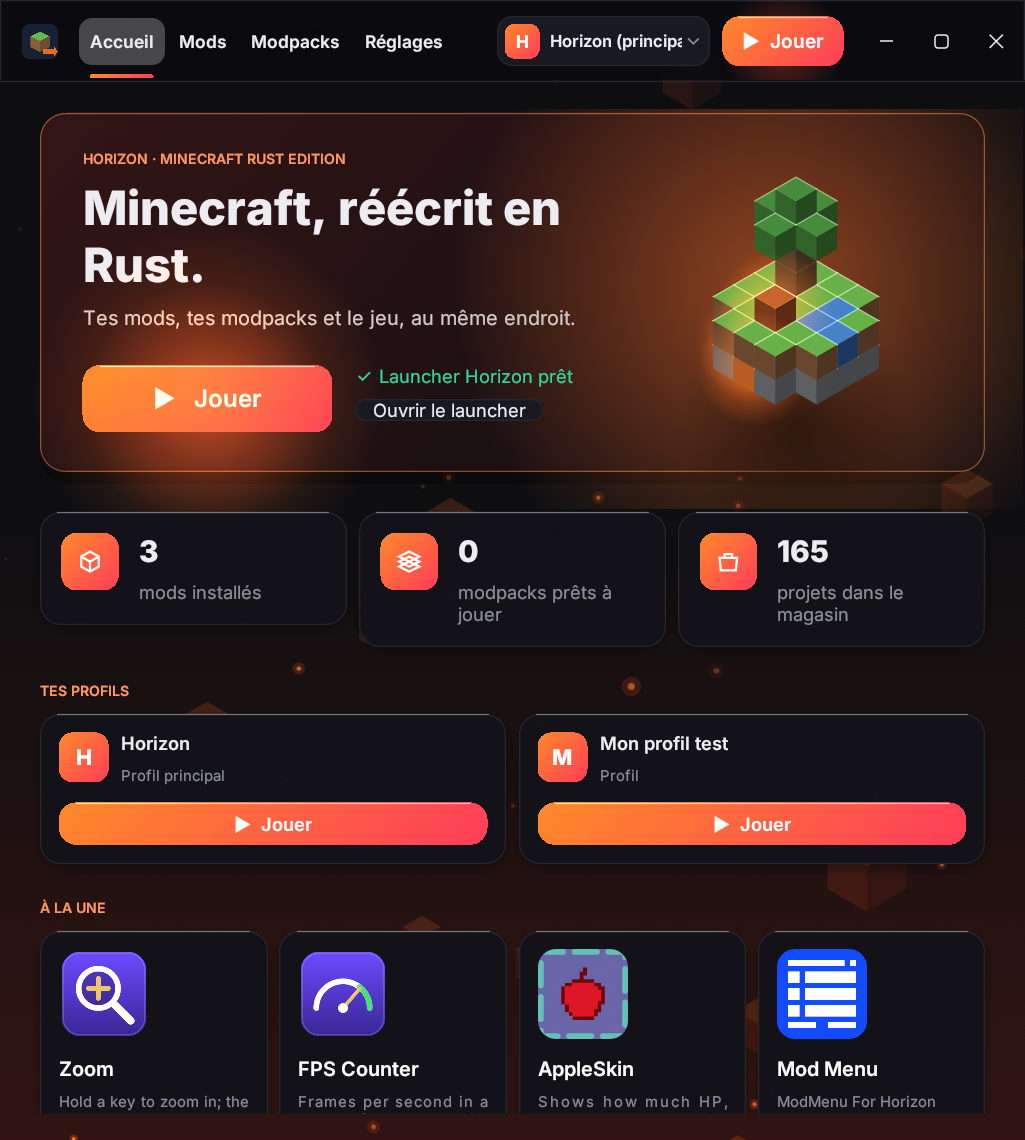 Accueil
Mods
Modpacks
Réglages
H
Horizon (principa
Jouer
HORIZON · MINECRAFT RUST EDITION
Minecraft, réécrit en
Rust.
Tes mods, tes modpacks et le jeu, au même endroit.
Jouer
✓ Launcher Horizon prêt
Ouvrir le launcher
3
mods installés
0
modpacks prêts à
jouer
165
projets dans le
magasin
TES PROFILS
H
Horizon
Profil principal
Jouer
M
Mon profil test
Profil
Jouer
À LA UNE
Zoom
Hold a key to zoom in; the
FPS Counter
Frames per second in a
AppleSkin
Shows how much HP,
Mod Menu
ModMenu For Horizon